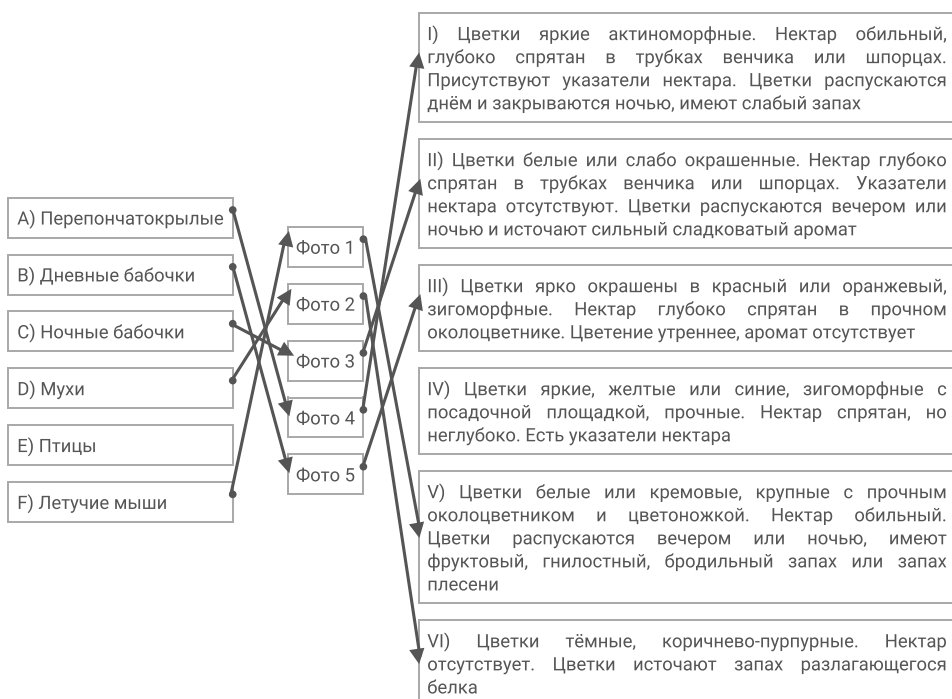 A) Перепончатокрылые
B) Дневные бабочки
C) Ночные бабочки
D) Мухи
E) Птицы
F) Летучие мыши
Фото 1
Фото 2
Фото 3
Фото 4
Фото 5
I) Цветки яркие актиноморфные. Нектар обильный,
глубоко спрятан в трубках венчика или шпорцах.
Присутствуют указатели нектара. Цветки распускаются
днём и закрываются ночью, имеют слабый запах
II) Цветки белые или слабо окрашенные. Нектар глубоко
спрятан в трубках венчика или шпорцах. Указатели
нектара отсутствуют. Цветки распускаются вечером или
ночью и источают сильный сладковатый аромат
III) Цветки ярко окрашены в красный или оранжевый,
зигоморфные. Нектар глубоко спрятан в прочном
околоцветнике. Цветение утреннее, аромат отсутствует
IV) Цветки яркие, желтые или синие, зигоморфные с
посадочной площадкой, прочные. Нектар спрятан, но
неглубоко. Есть указатели нектара
V) Цветки белые или кремовые, крупные с прочным
околоцветником и цветоножкой. Нектар обильный.
Цветки распускаются вечером или ночью, имеют
фруктовый, гнилостный, бродильный запах или запах
плесени
VI) Цветки тёмные, коричнево-пурпурные. Нектар
отсутствует. Цветки источают запах разлагающегося
белка